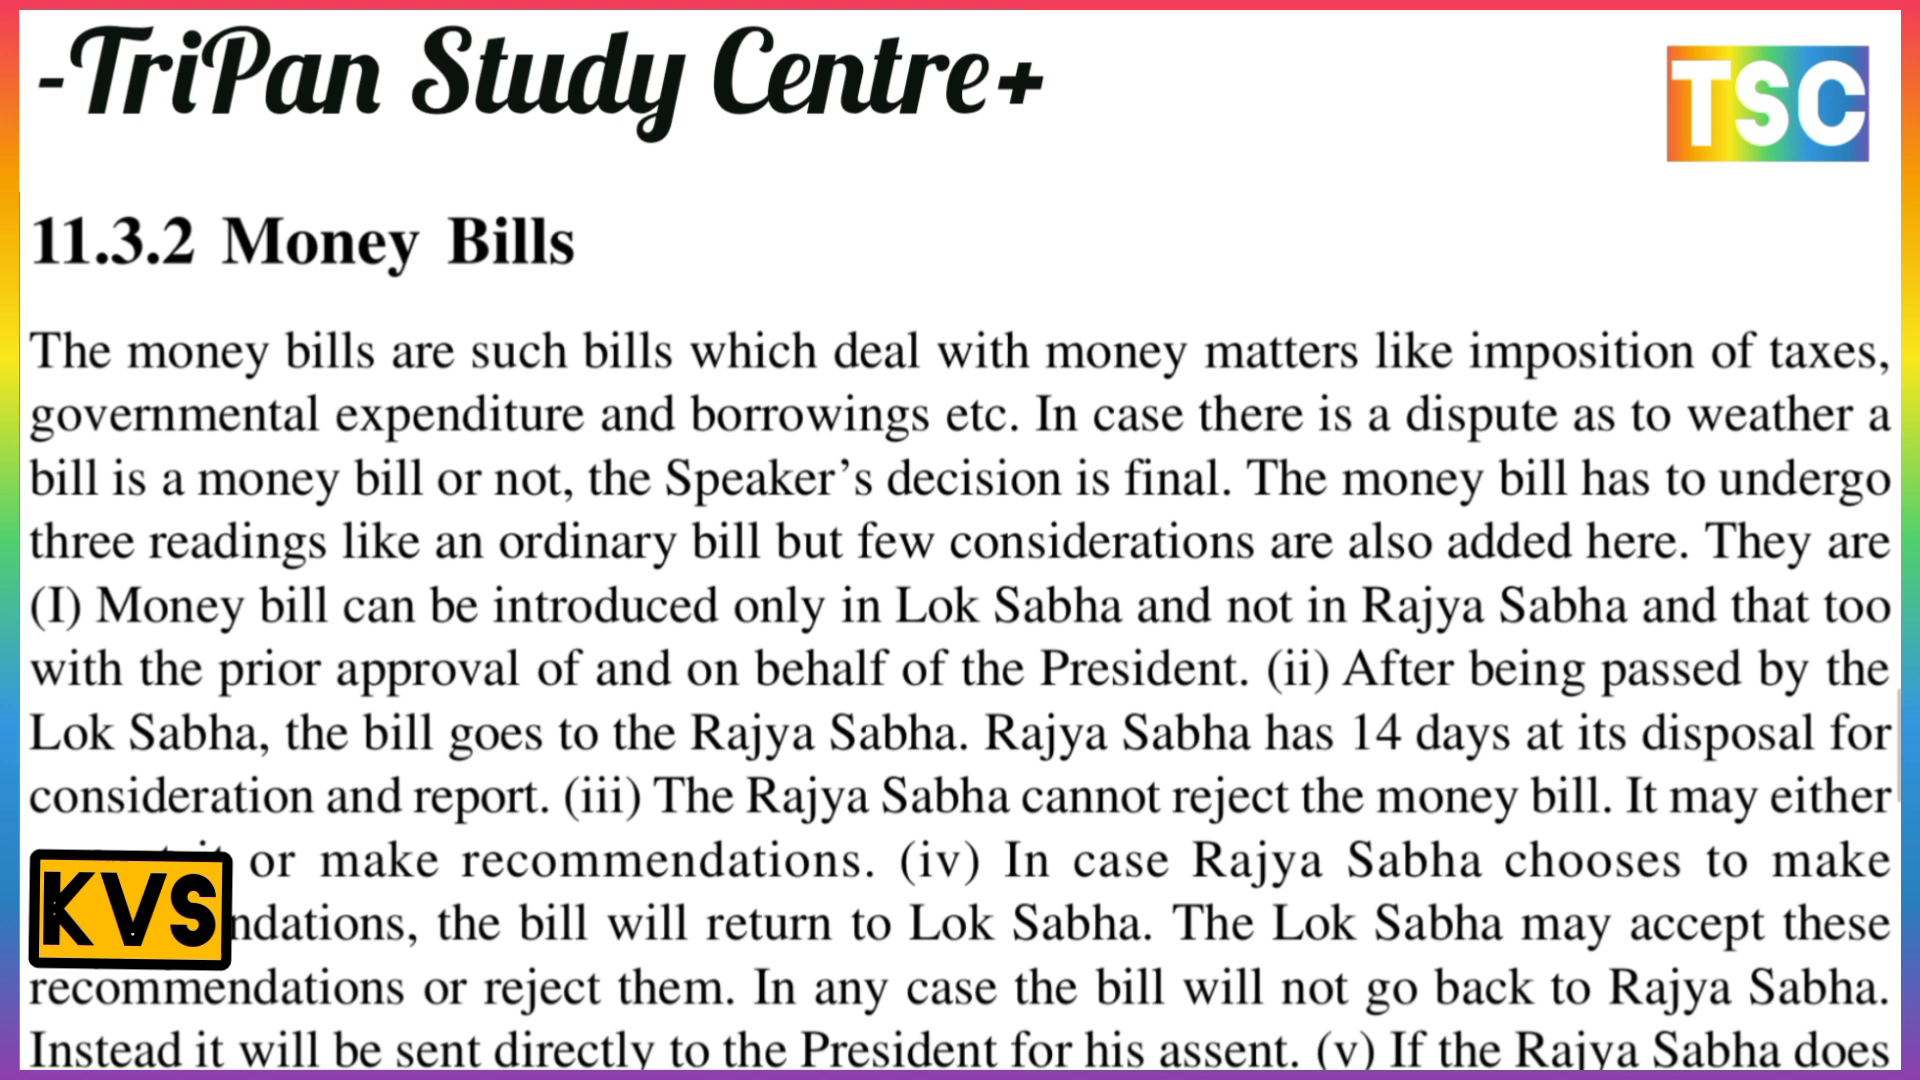 -TriPan Study Centre+
TSC
11.3.2 Money Bills
The money bills are such bills which deal with money matters like imposition of taxes,
governmental expenditure and borrowings etc. In case there is a dispute as to weather a
bill is a money bill or not, the Speaker's decision is final. The money bill has to undergo
three readings like an ordinary bill but few considerations are also added here. They are
(I) Money bill can be introduced only in Lok Sabha and not in Rajya Sabha and that too
with the prior approval of and on behalf of the President. (ii) After being passed by the
Lok Sabha, the bill goes to the Rajya Sabha. Rajya Sabha has 14 days at its disposal for
consideration and report. (iii) The Rajya Sabha cannot reject the money bill. It may either
or make recommendations. (iv) In case Rajya Sabha chooses to make
KVS
ndations, the bill will return to Lok Sabha. The Lok Sabha may accept these
recommendations or reject them. In any case the bill will not go back to Rajya Sabha.
Instead it will be sent directly to the President for his assent. (v) If the Rajya Sabha does